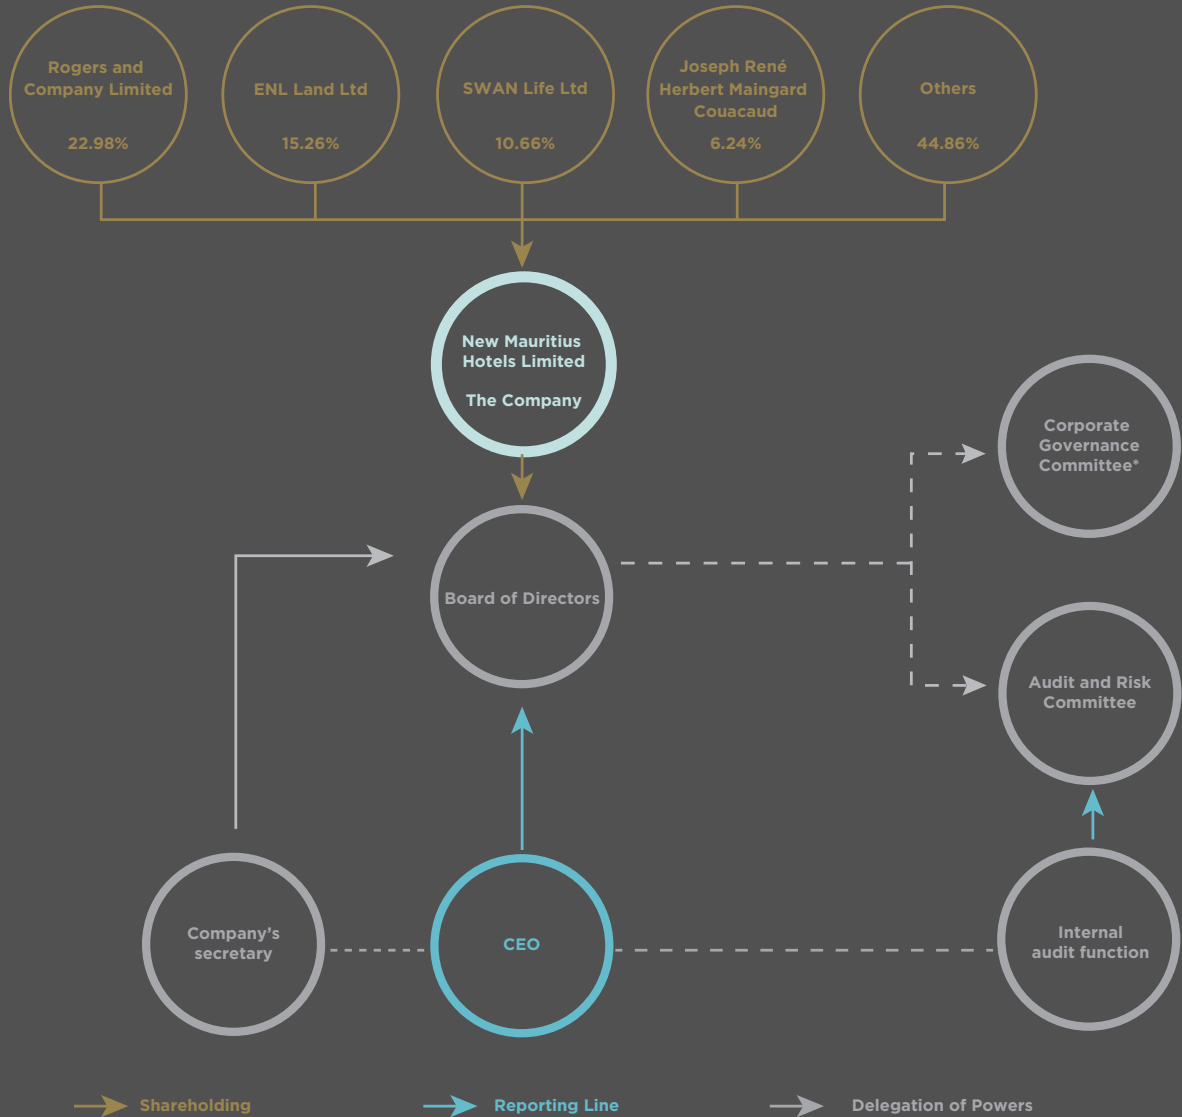 Rogers and
Company Limited
22.98%
ENL Land Ltd
15.26%
SWAN Life Ltd
10.66%
Joseph René
Herbert Maingard
Couacaud
6.24%
Others
44.86%
New Mauritius
Hotels Limited
The Company
Corporate
Governance
Committee*
Board of Directors
Audit and Risk
Committee
Company’s
secretary
CEO
Internal
audit function
Shareholding
Reporting Line
Delegation of Powers